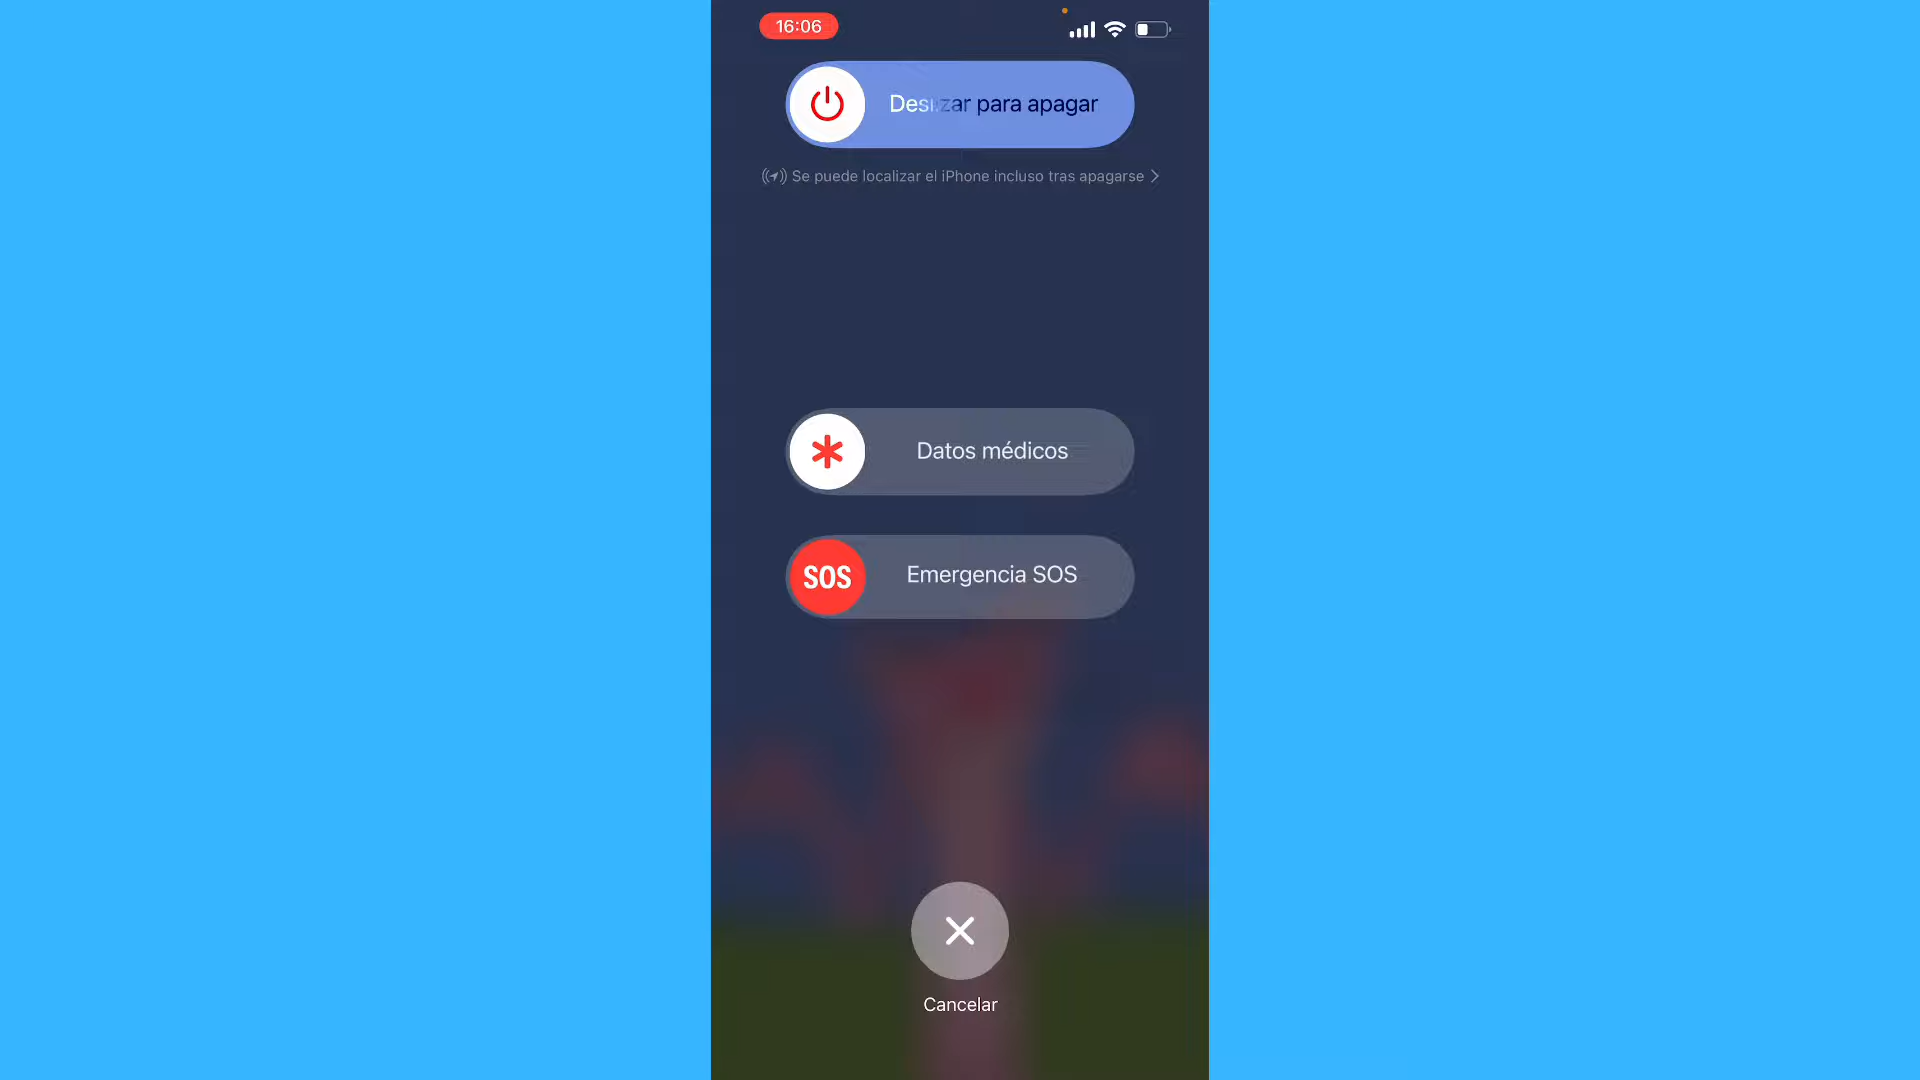 16:06
Deslizar para apagar
Se puede localizar el iPhone incluso tras apagarse
Datos médicos
SOS Emergencia SOS
Cancelar